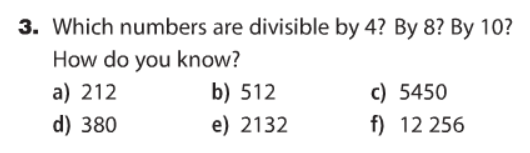 3. Which numbers are divisible by 4? By 8? By 10?
How do you know?
a) 212 b) 512 c) 5450
d) 380 e) 2132 f) 12 256